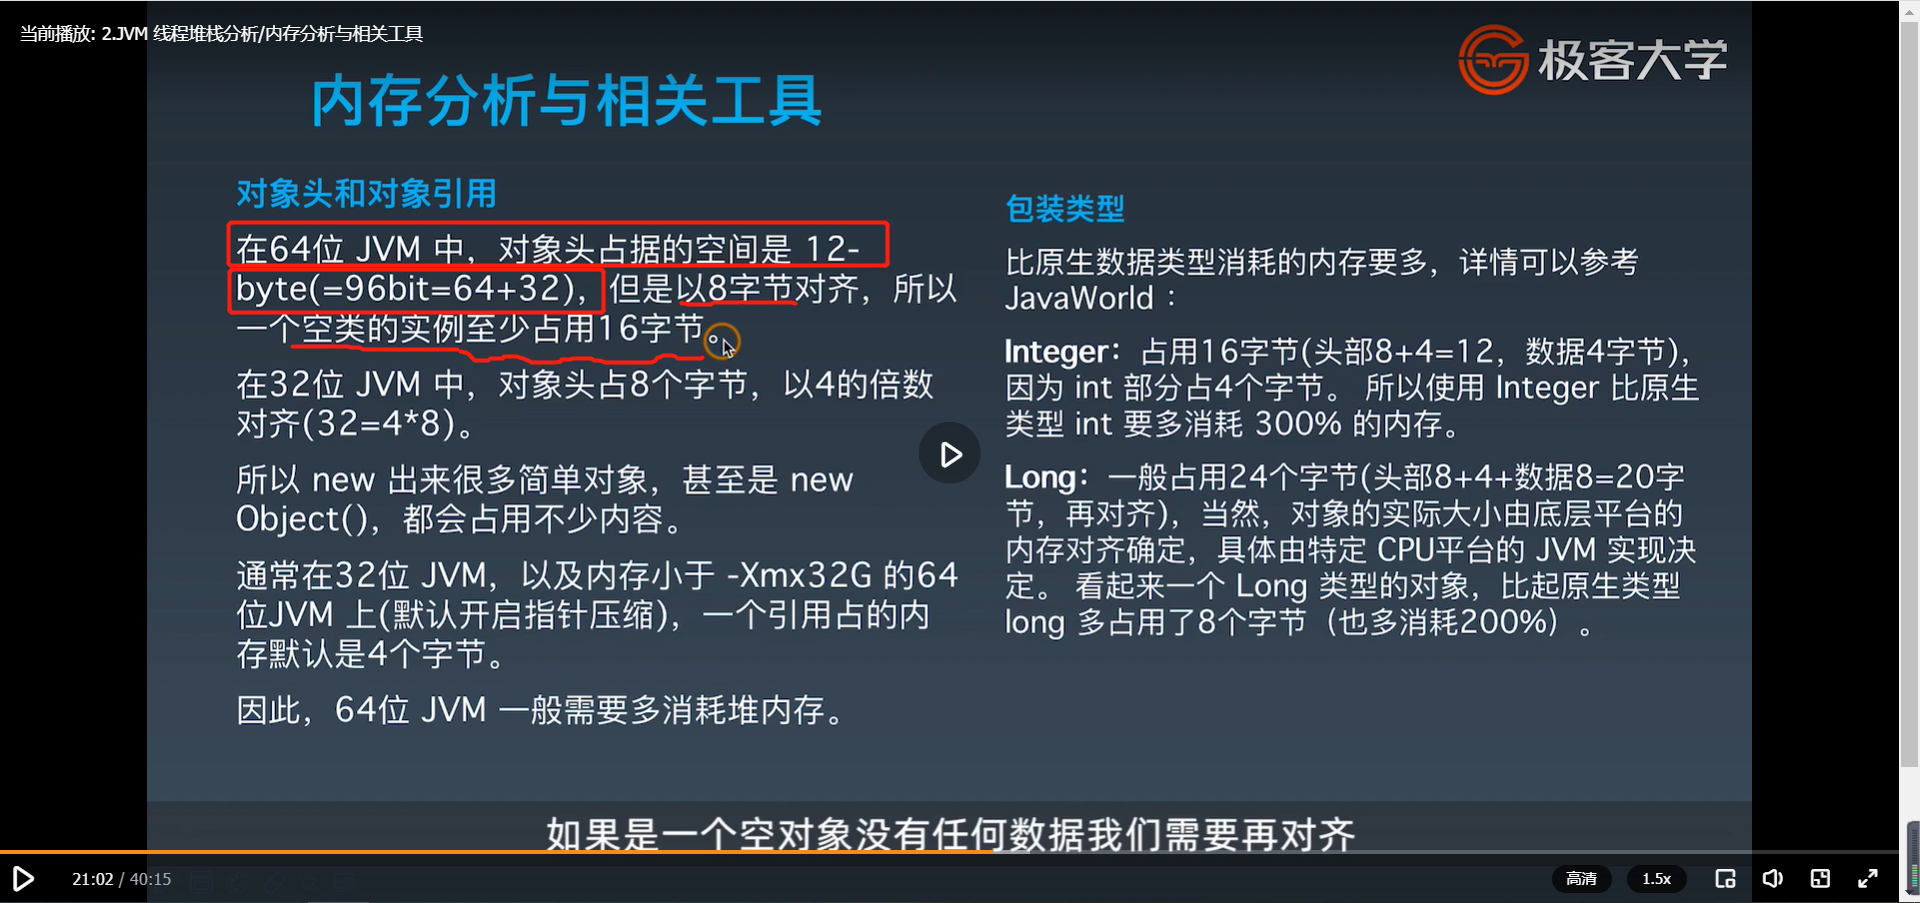 当前播放: 2.JVM 线程堆栈分析/内存分析与相关工具
极客大学
内存分析与相关工具
对象头和对象引用
在64位 JVM 中，对象头占据的空间是 12-
byte(=96bit=64+32)，但是以8字节对齐，所以
一个空类的实例至少占用16字节。
在32位 JVM 中，对象头占8个字节，以4的倍数
对齐(32=4*8)。
所以 new 出来很多简单对象，甚至是 new
Object()，都会占用不少内容。
通常在32位 JVM，以及内存小于 -Xmx32G 的64
位JVM 上(默认开启指针压缩)，一个引用占的内
存默认是4个字节。
因此，64位 JVM 一般需要多消耗堆内存。
包装类型
比原生数据类型消耗的内存要多，详情可以参考
JavaWorld ：
Integer：占用16字节(头部8+4=12，数据4字节)，
因为 int 部分占4个字节。 所以使用 Integer 比原生
类型 int 要多消耗 300% 的内存。
Long：一般占用24个字节(头部8+4+数据8=20字
节，再对齐)，当然，对象的实际大小由底层平台的
内存对齐确定，具体由特定 CPU平台的 JVM 实现决
定。 看起来一个 Long 类型的对象，比起原生类型
long 多占用了8个字节（也多消耗200%）。
如果是一个空对象没有任何数据我们需要再对齐
21:02 / 40:15
高清
1.5x